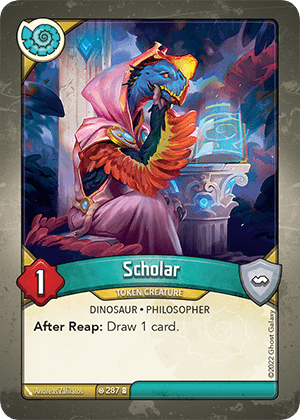 Scholar
TOKEN CREATURE
1
DINOSAUR • PHILOSOPHER
After Reap: Draw 1 card.
©2022 Ghost Galaxy
Andreas Zafiratos
287